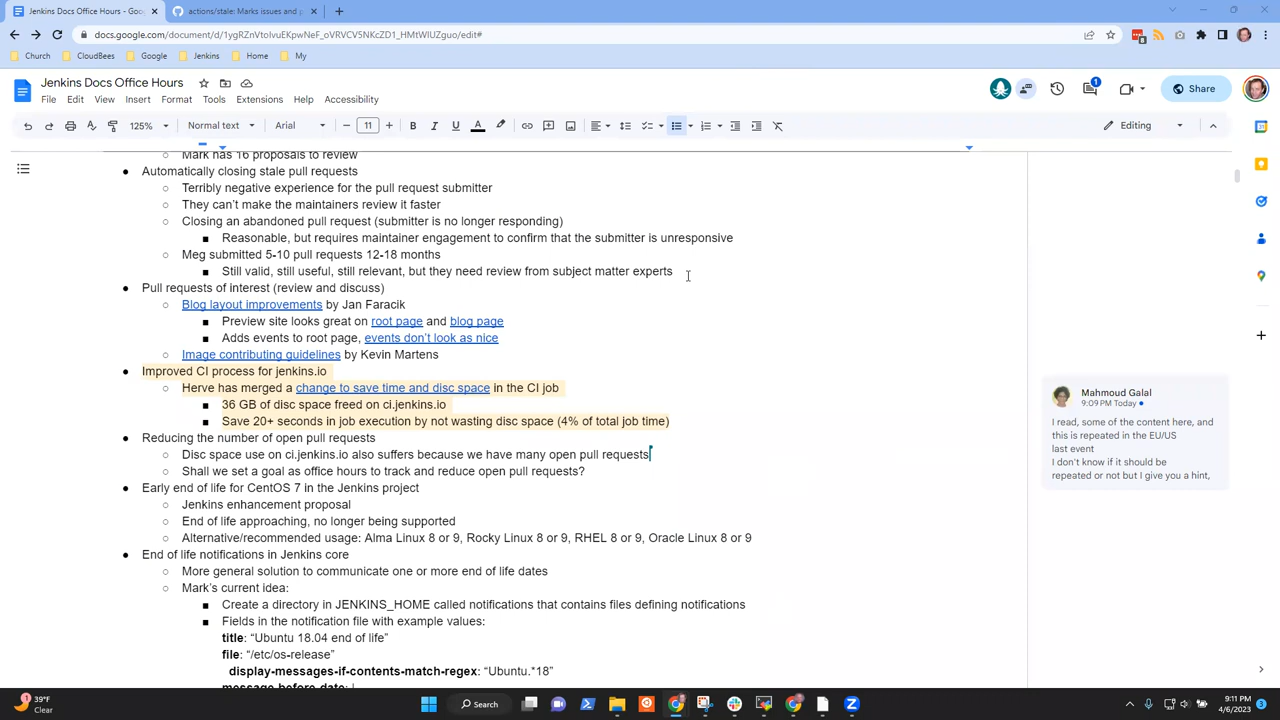 Jenkins Docs Office Hours - Goog
actions/stale: Marks issues and p
docs.google.com/document/d/1ygRZnVtoIvuEKpwNeF_oVRVCV5NKcZD1_HMtWlUZguo/edit#
Church
CloudBees
Google
Jenkins
Home
My
Jenkins Docs Office Hours
File Edit View Insert Format Tools Extensions Help Accessibility
1
Share
125%
Normal text
Arial
11
Editing
Mark has 16 proposals to review
Automatically closing stale pull requests
Terribly negative experience for the pull request submitter
They can't make the maintainers review it faster
Closing an abandoned pull request (submitter is no longer responding)
Reasonable, but requires maintainer engagement to confirm that the submitter is unresponsive
Meg submitted 5-10 pull requests 12-18 months
Still valid, still useful, still relevant, but they need review from subject matter experts
Pull requests of interest (review and discuss)
Blog layout improvements by Jan Faracik
Preview site looks great on root page and blog page
Adds events to root page, events don't look as nice
Image contributing guidelines by Kevin Martens
Improved CI process for jenkins.io
Herve has merged a change to save time and disc space in the CI job
36 GB of disc space freed on ci.jenkins.io
Save 20+ seconds in job execution by not wasting disc space (4% of total job time)
Reducing the number of open pull requests
Disc space use on ci.jenkins.io also suffers because we have many open pull requests
Shall we set a goal as office hours to track and reduce open pull requests?
Early end of life for CentOS 7 in the Jenkins project
Jenkins enhancement proposal
End of life approaching, no longer being supported
Alternative/recommended usage: Alma Linux 8 or 9, Rocky Linux 8 or 9, RHEL 8 or 9, Oracle Linux 8 or 9
End of life notifications in Jenkins core
More general solution to communicate one or more end of life dates
Mark's current idea:
Create a directory in JENKINS_HOME called notifications that contains files defining notifications
Fields in the notification file with example values:
title: "Ubuntu 18.04 end of life"
file: "/etc/os-release"
display-messages-if-contents-match-regex: "Ubuntu.*18"
message-before-date: [
Mahmoud Galal
9:09 PM Today
I read, some of the content here, and
this is repeated in the EU/US
last event
I don't know if it should be
repeated or not but I give you a hint,
39°F
Clear
Search
9:11 PM
4/6/2023
3